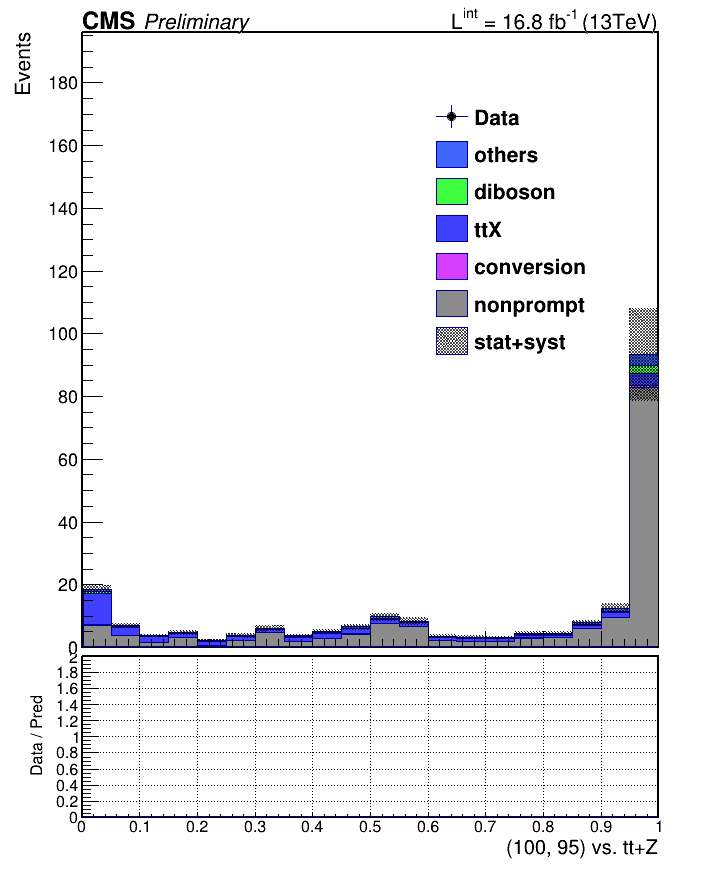 CMS Preliminary
L^int = 16.8 fb^-1 (13TeV)
Events
180
160
140
120
100
80
60
40
20
0
Data
others
diboson
ttX
conversion
nonprompt
stat+syst
Data / Pred
2
1.8
1.6
1.4
1.2
1
0.8
0.6
0.4
0.2
0
0 0.1 0.2 0.3 0.4 0.5 0.6 0.7 0.8 0.9 1
(100, 95) vs. tt+Z